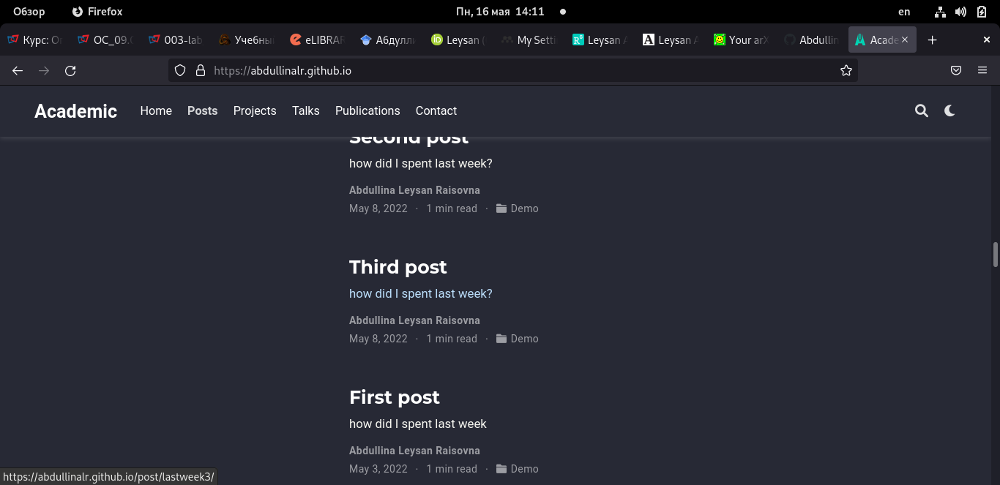 Обзор Firefox Пн, 16 мая 14:11 en
Курс: О ОС_09. 003-lab Учебны eLIBRAR Абдулли Leysan ( My Setti Leysan A Leysan A Your arX Abdullin Acade
https://abdullinalr.github.io
Academic Home Posts Projects Talks Publications Contact
Second post
how did I spent last week?
Abdullina Leysan Raisovna
May 8, 2022 · 1 min read · Demo
Third post
how did I spent last week?
Abdullina Leysan Raisovna
May 8, 2022 · 1 min read · Demo
First post
how did I spent last week
Abdullina Leysan Raisovna
May 3, 2022 · 1 min read · Demo
https://abdullinalr.github.io/post/lastweek3/